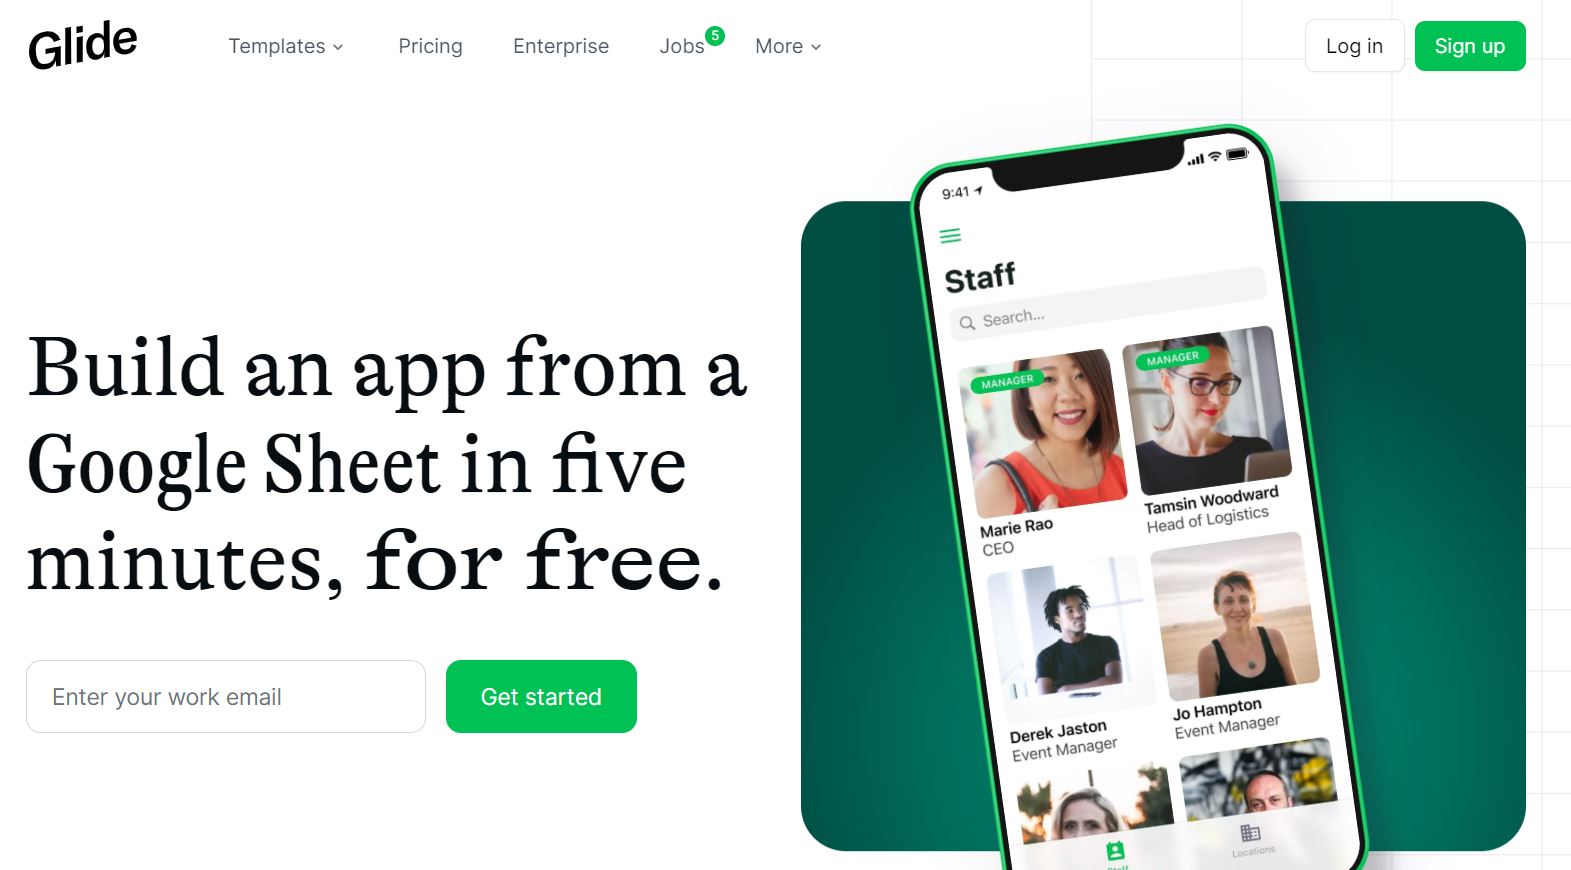 Glide
Templates
Pricing
Enterprise
Jobs
5
More
Log in
Sign up
Build an app from a
Google Sheet in five
minutes, for free.
Enter your work email
Get started
9:41
Staff
Search...
MANAGER
Marie Rao
CEO
MANAGER
Tamsin Woodward
Head of Logistics
Derek Jaston
Event Manager
Jo Hampton
Event Manager
Staff
Locations